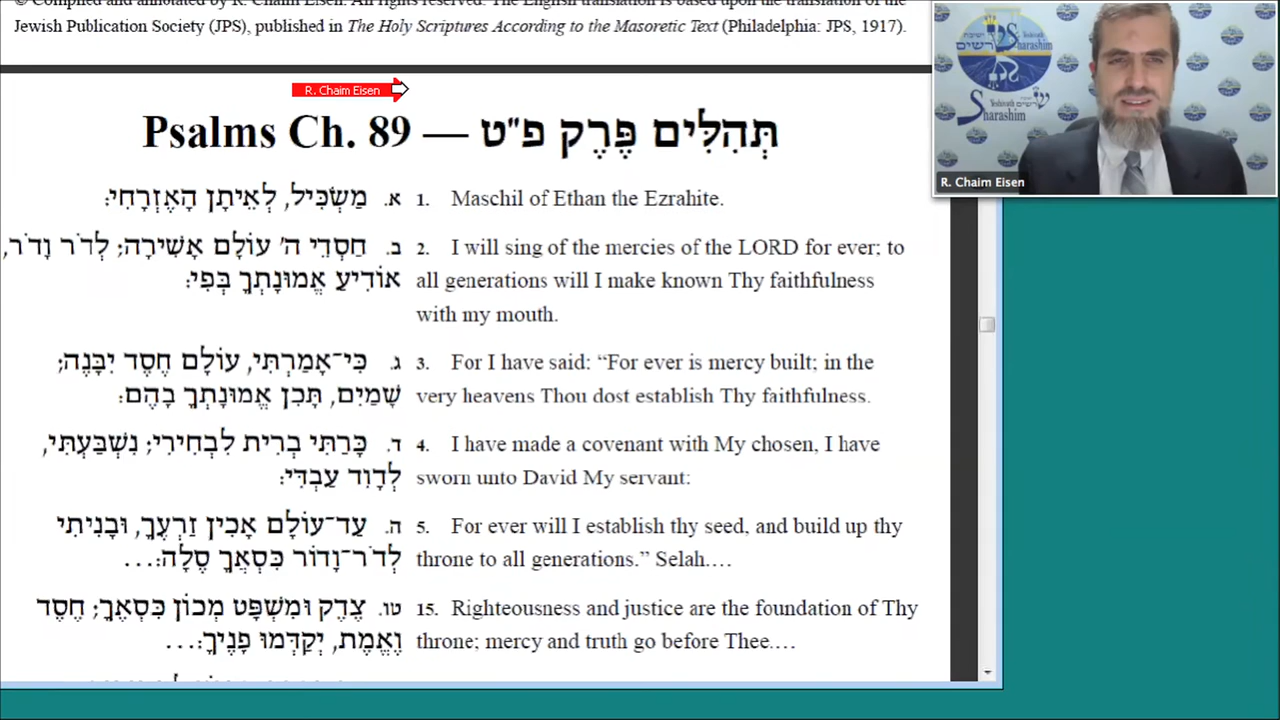 © Compiled and annotated by R. Chaim Eisen. All rights reserved. The English translation is based upon the translation of the
Jewish Publication Society (JPS), published in The Holy Scriptures According to the Masoretic Text (Philadelphia: JPS, 1917).
R. Chaim Eisen
Psalms Ch. 89 — תְּהִלִּים פֶּרֶק פ"ט
א. מַשְׂכִּיל, לְאֵיתָן הָאֶזְרָחִי:
1. Maschil of Ethan the Ezrahite.
ב. חַסְדֵי ה' עוֹלָם אָשִׁירָה; לְדֹר וָדֹר,
אוֹדִיעַ אֱמוּנָתְךָ בְּפִי:
2. I will sing of the mercies of the LORD for ever; to
all generations will I make known Thy faithfulness
with my mouth.
ג. כִּי־אָמַרְתִּי, עוֹלָם חֶסֶד יִבָּנֶה;
שָׁמַיִם, תָּכִן אֱמוּנָתְךָ בָהֶם:
3. For I have said: “For ever is mercy built; in the
very heavens Thou dost establish Thy faithfulness.
ד. כָּרַתִּי בְרִית לִבְחִירִי; נִשְׁבַּעְתִּי,
לְדָוִד עַבְדִּי:
4. I have made a covenant with My chosen, I have
sworn unto David My servant:
ה. עַד־עוֹלָם אָכִין זַרְעֶךָ, וּבָנִיתִי
לְדֹר־וָדוֹר כִּסְאֲךָ סֶלָה:…
5. For ever will I establish thy seed, and build up thy
throne to all generations.” Selah.…
טו. צֶדֶק וּמִשְׁפָּט מְכוֹן כִּסְאֶךָ; חֶסֶד
וֶאֱמֶת, יְקַדְּמוּ פָנֶיךָ:…
15. Righteousness and justice are the foundation of Thy
throne; mercy and truth go before Thee.…
Yeshivath
Sharashim
ישיבת
שרשים
R. Chaim Eisen